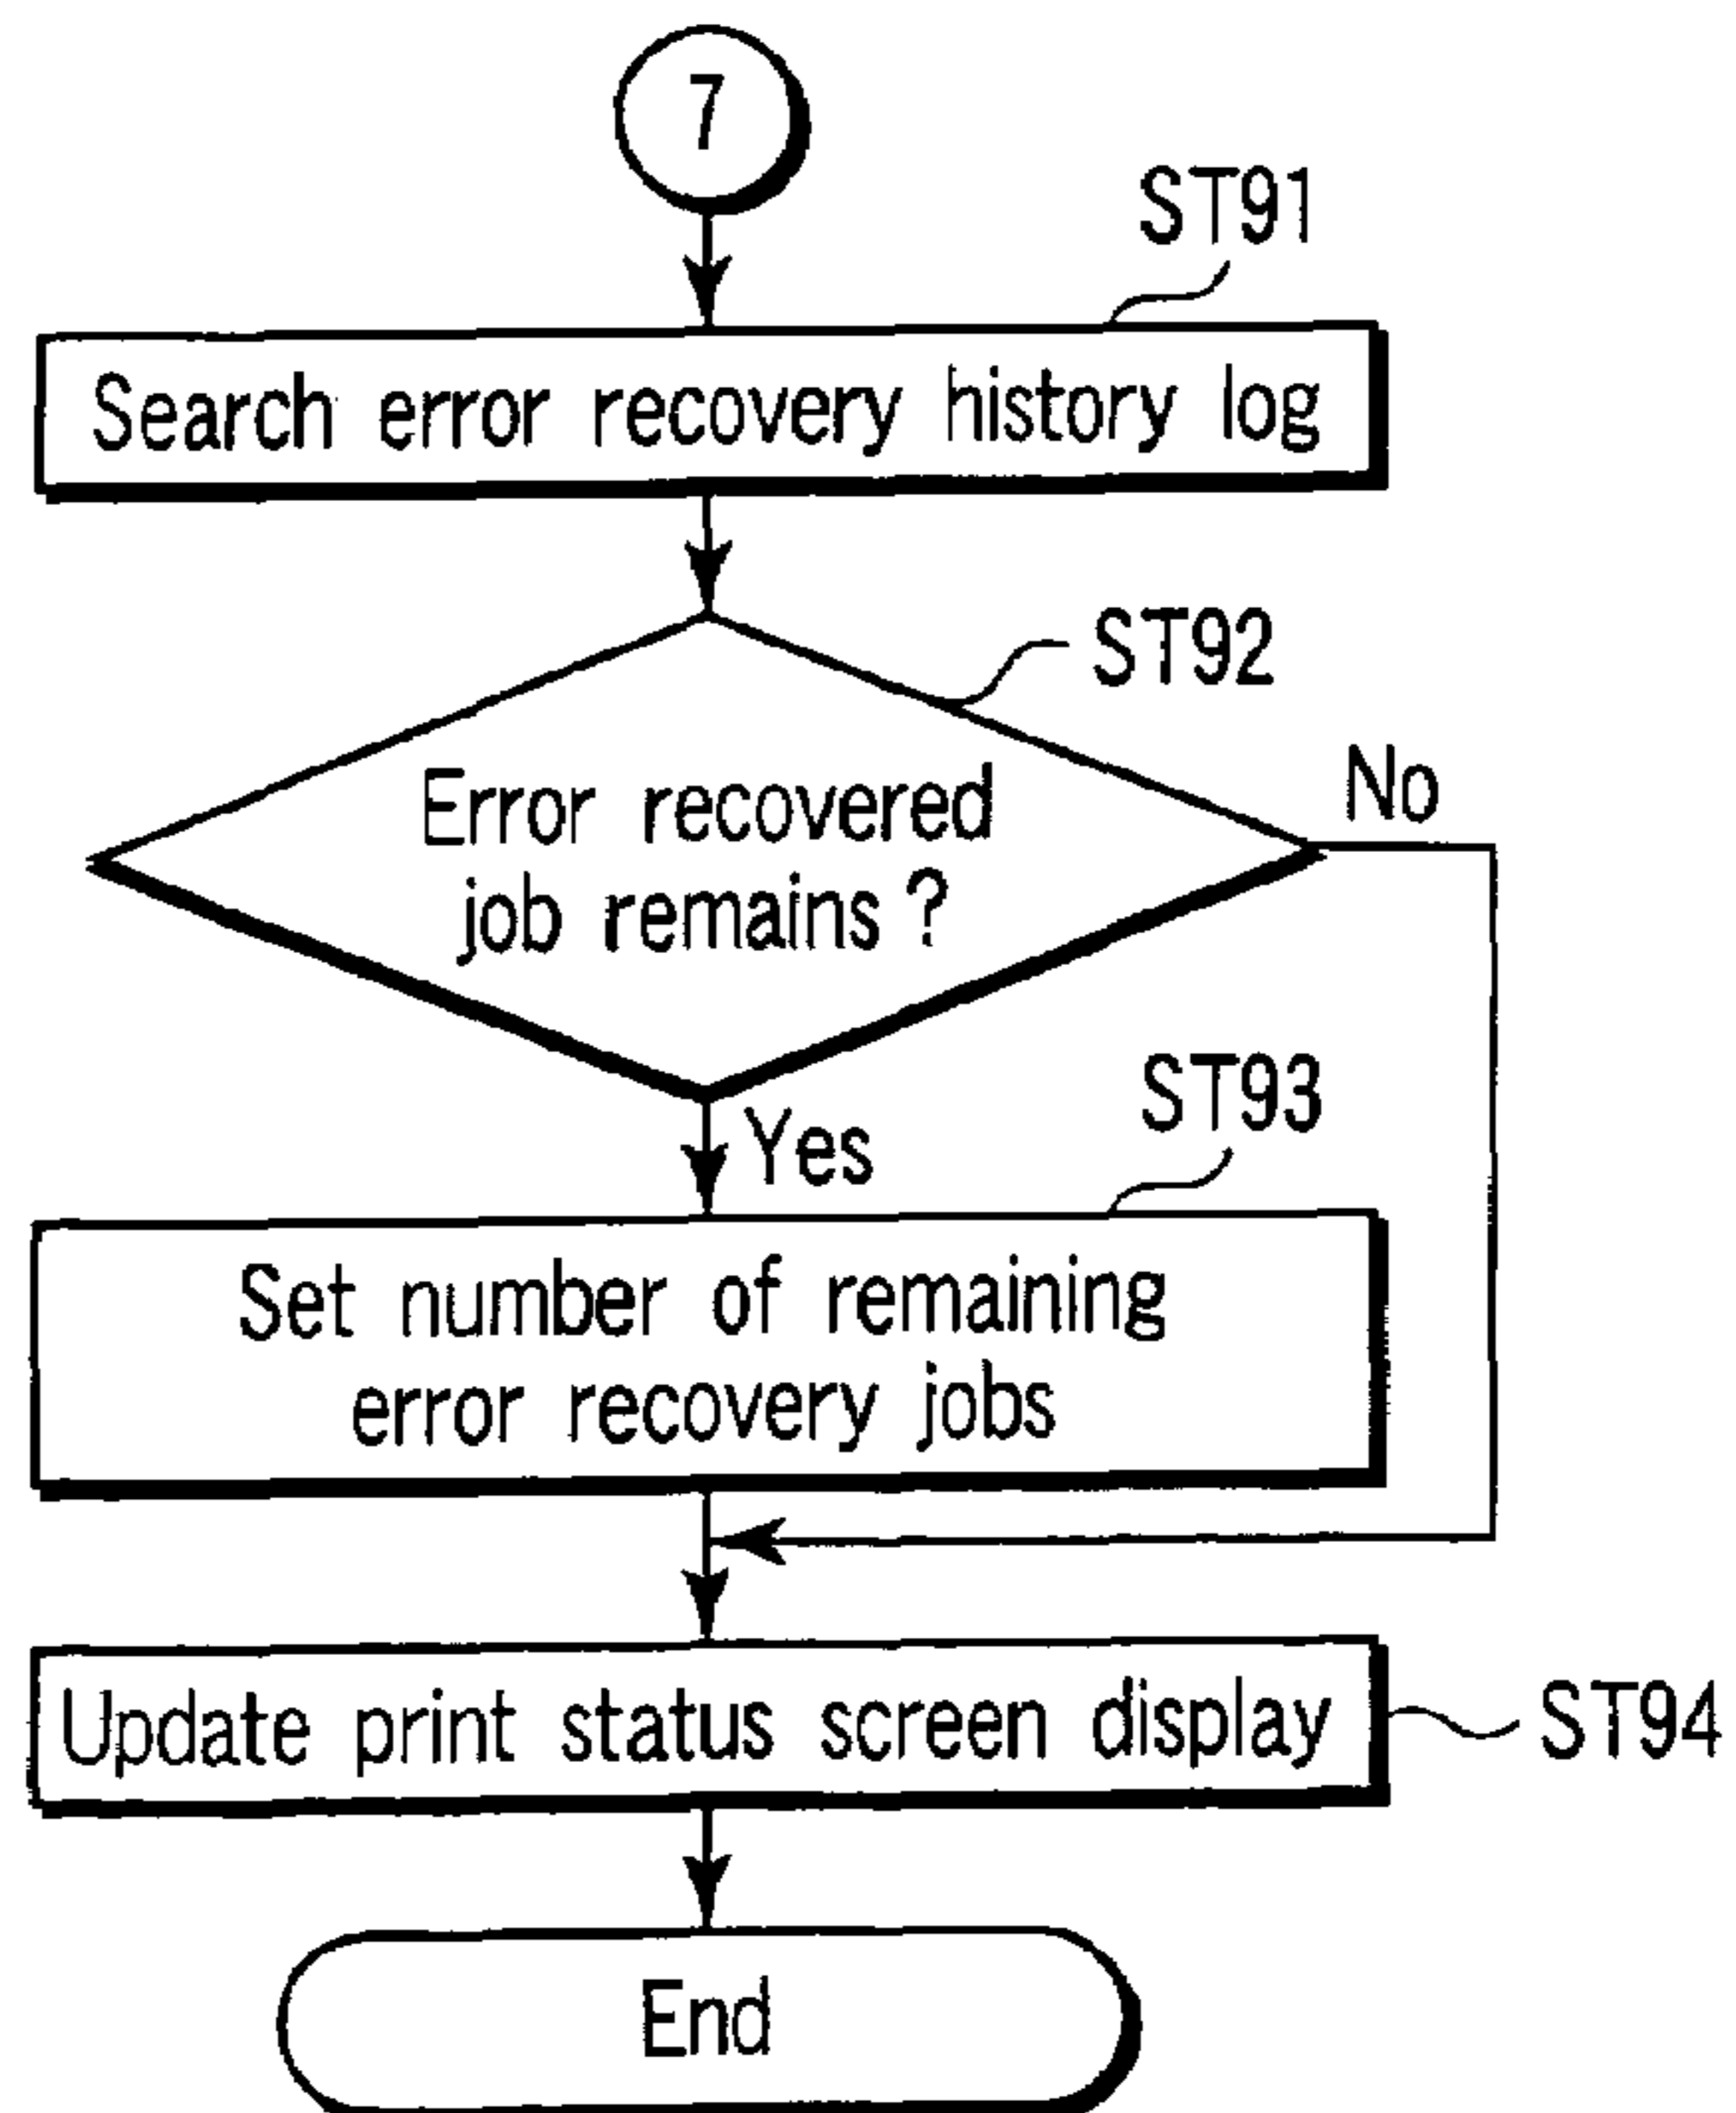 7
ST91
Search error recovery history log
ST92
Error recovered
job remains ?
No
Yes
ST93
Set number of remaining
error recovery jobs
Update print status screen display
ST94
End